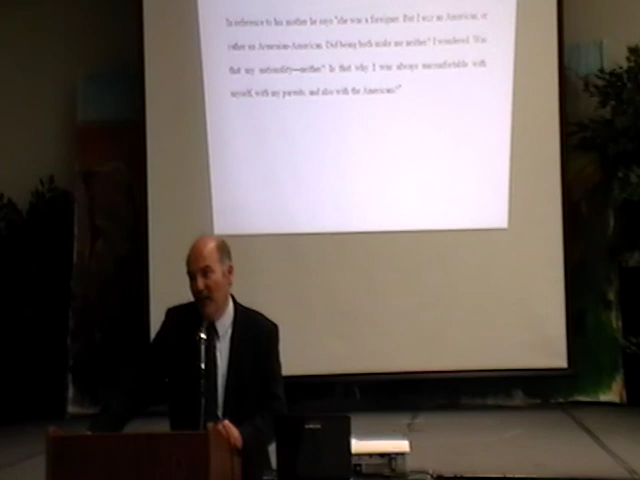 In reference to his mother he says "she was a foreigner. But I was an American, or
rather an Armenian-American. Did being both make me neither? I wondered. Was
that my nationality—neither? Is that why I was always uncomfortable with
myself, with my parents, and also with the Americans?"